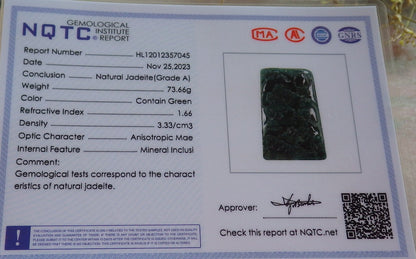 NQTC GEMOLOGICAL
INSTITUTE
© REPORT
MA
GNRS
Report Number HL12012357045
Date Nov 25,2023
Conclusion Natural Jadeite(Grade A)
Weight 73.66g
Color Contain Green
Refractive Index 1.66
Density 3.33/cm3
Optic Character Anisotropic Mae
Internal Feature Mineral Inclusi
Comment:
Gemological tests correspond to the charact
eristics of natural jadeite.
Approver:
Check this report at NQTC.net